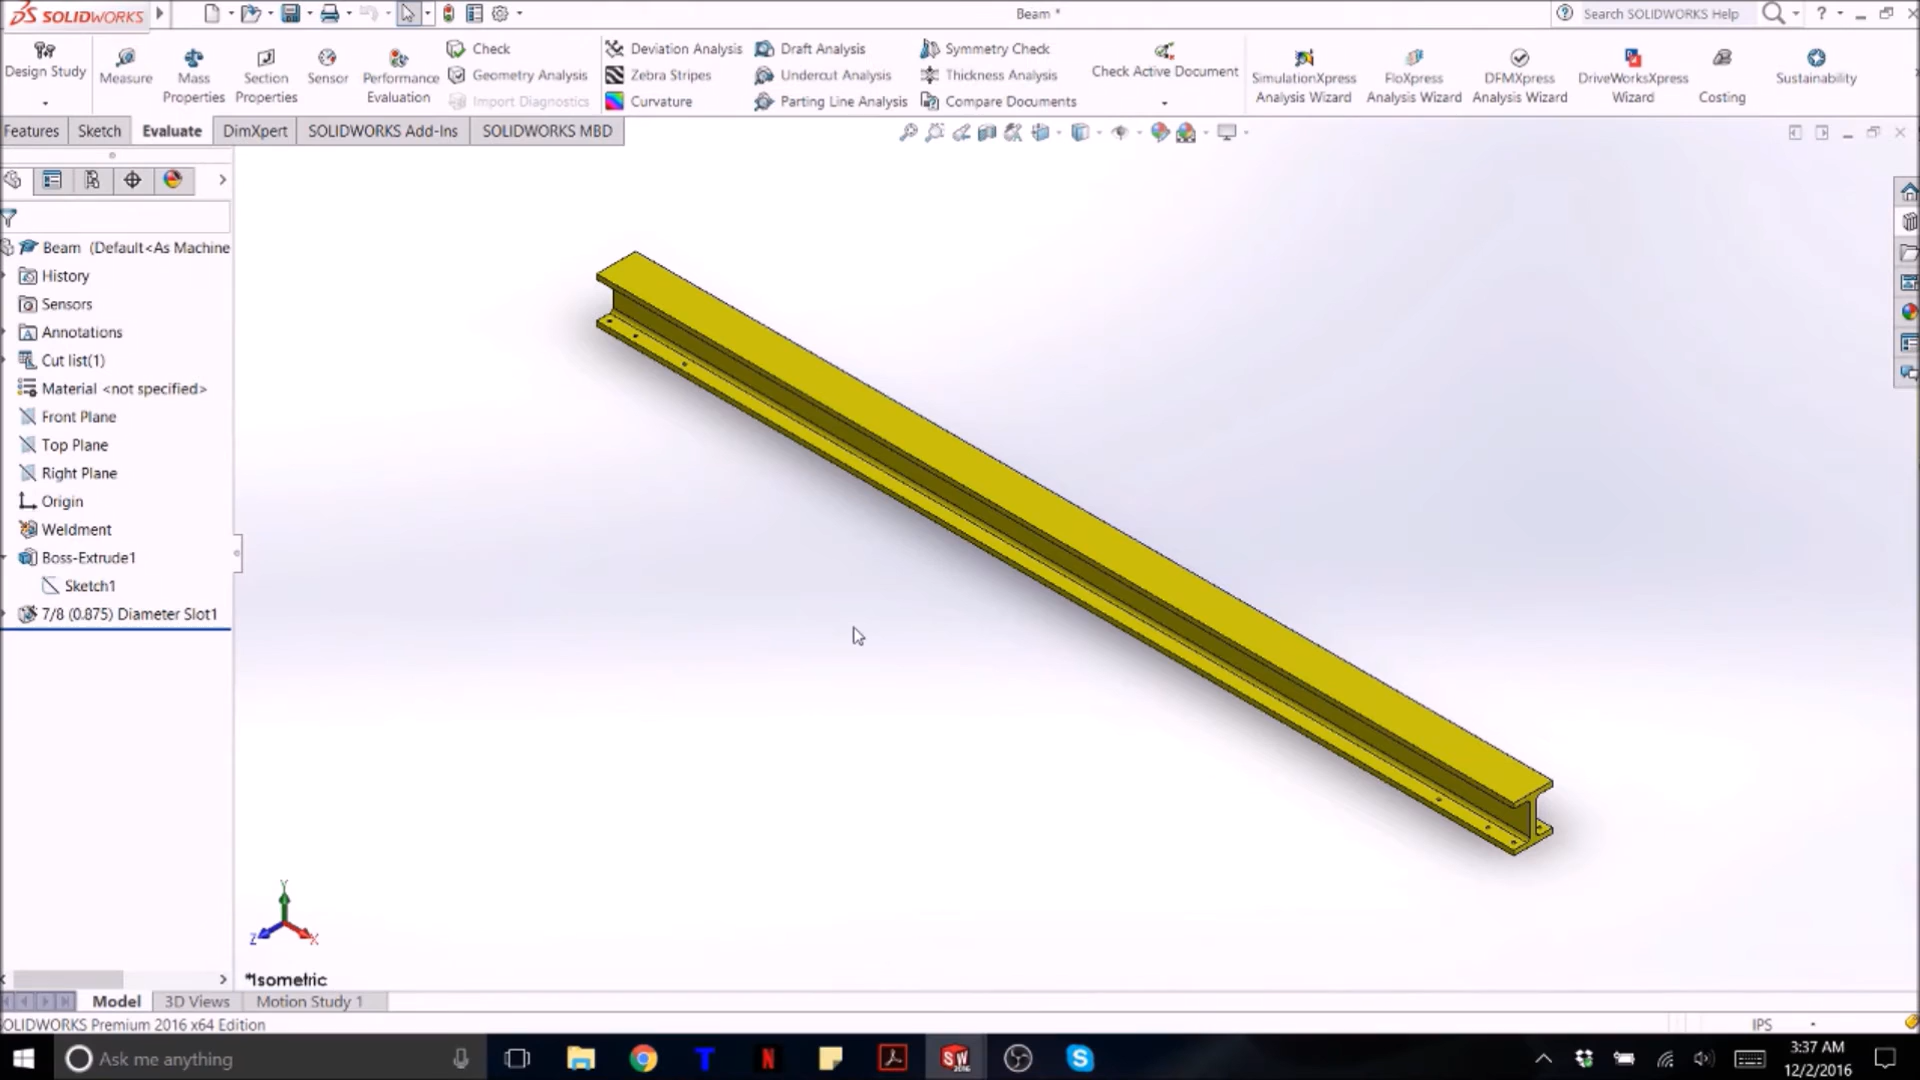 SOLIDWORKS
Beam *
Search SOLIDWORKS Help
?
Design Study
Measure
Mass
Properties
Section
Properties
Sensor
Performance
Evaluation
Check
Geometry Analysis
Import Diagnostics
Deviation Analysis
Zebra Stripes
Curvature
Draft Analysis
Undercut Analysis
Parting Line Analysis
Symmetry Check
Thickness Analysis
Compare Documents
Check Active Document
SimulationXpress
Analysis Wizard
FloXpress
Analysis Wizard
DFMXpress
Analysis Wizard
DriveWorksXpress
Wizard
Costing
Sustainability
Features
Sketch
Evaluate
DimXpert
SOLIDWORKS Add-Ins
SOLIDWORKS MBD
Beam (Default<As Machine
History
Sensors
Annotations
Cut list(1)
Material <not specified>
Front Plane
Top Plane
Right Plane
Origin
Weldment
Boss-Extrude1
Sketch1
7/8 (0.875) Diameter Slot1
Y
Z
X
*Isometric
Model
3D Views
Motion Study 1
OLIDWORKS Premium 2016 x64 Edition
IPS
Ask me anything
T
N
SW
2016
S
3:37 AM
12/2/2016